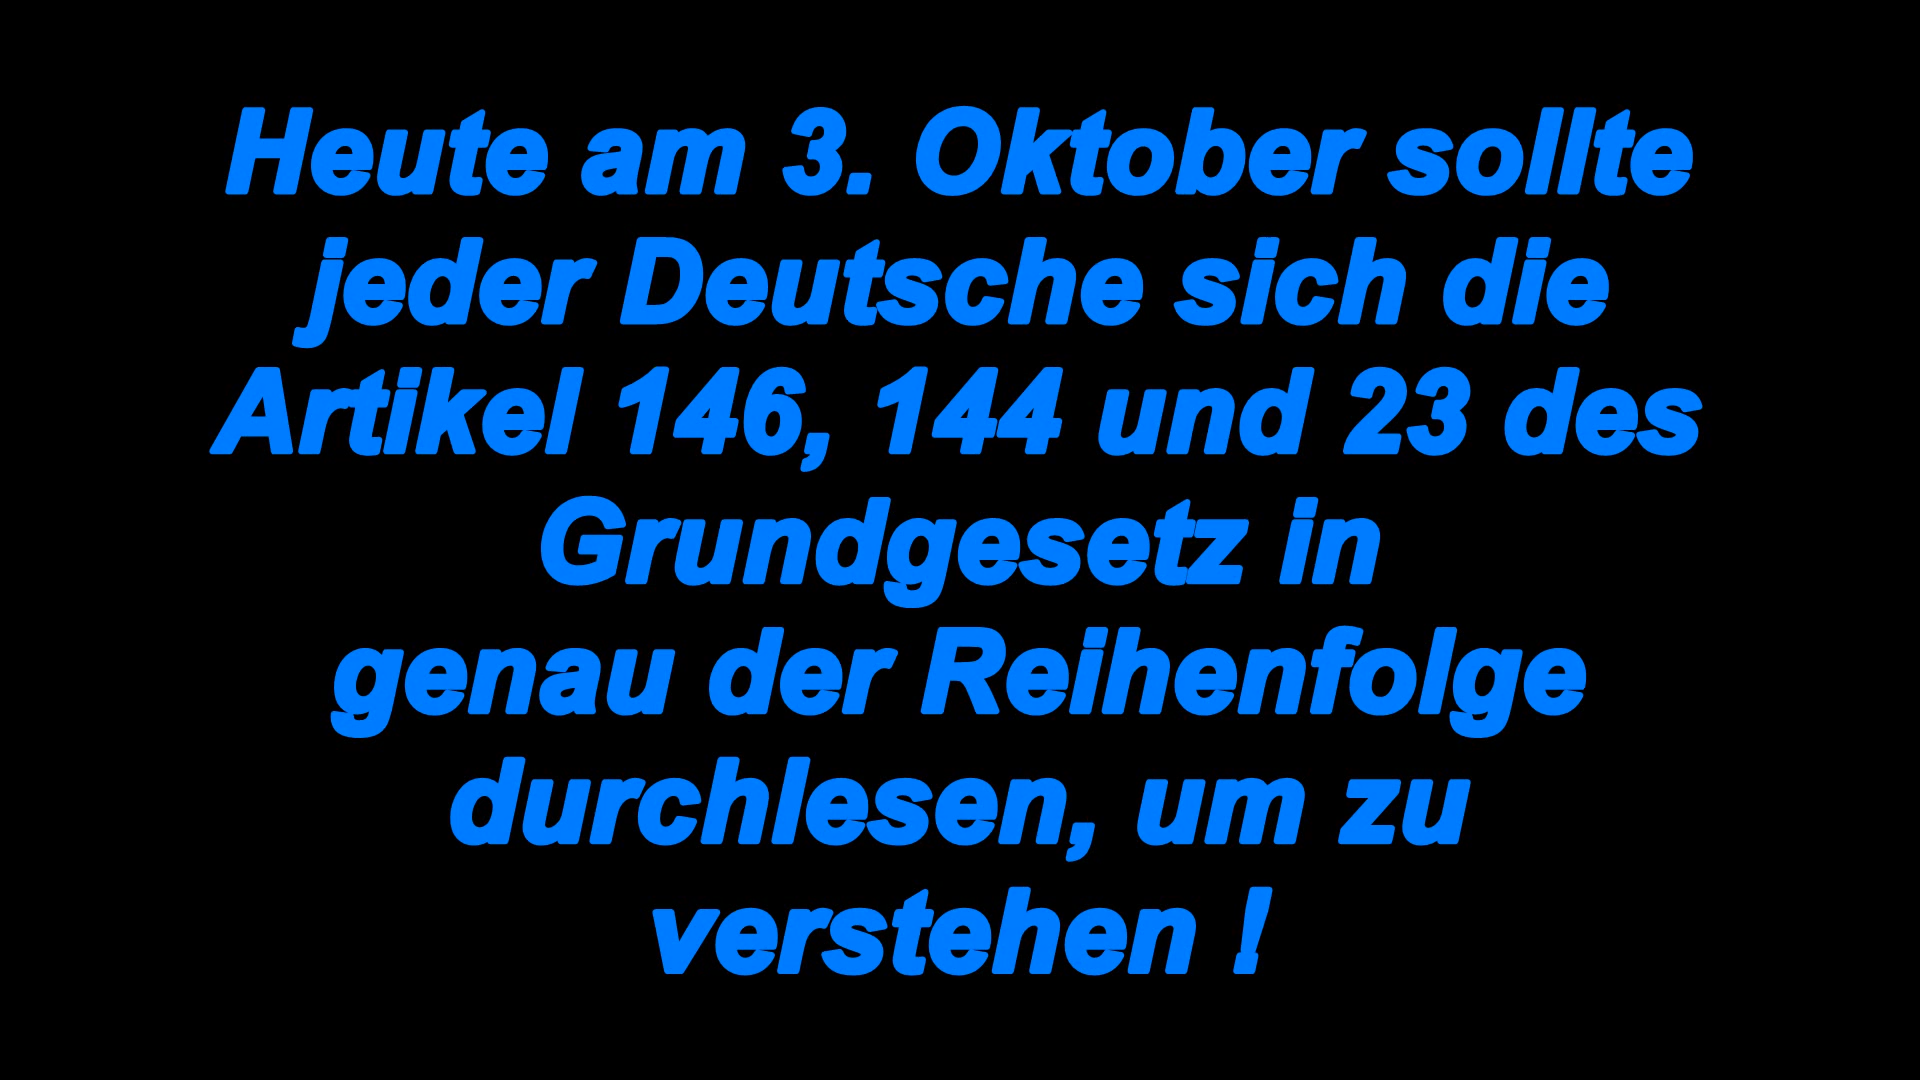 Heute am 3. Oktober sollte
jeder Deutsche sich die
Artikel 146, 144 und 23 des
Grundgesetz in
genau der Reihenfolge
durchlesen, um zu
verstehen !